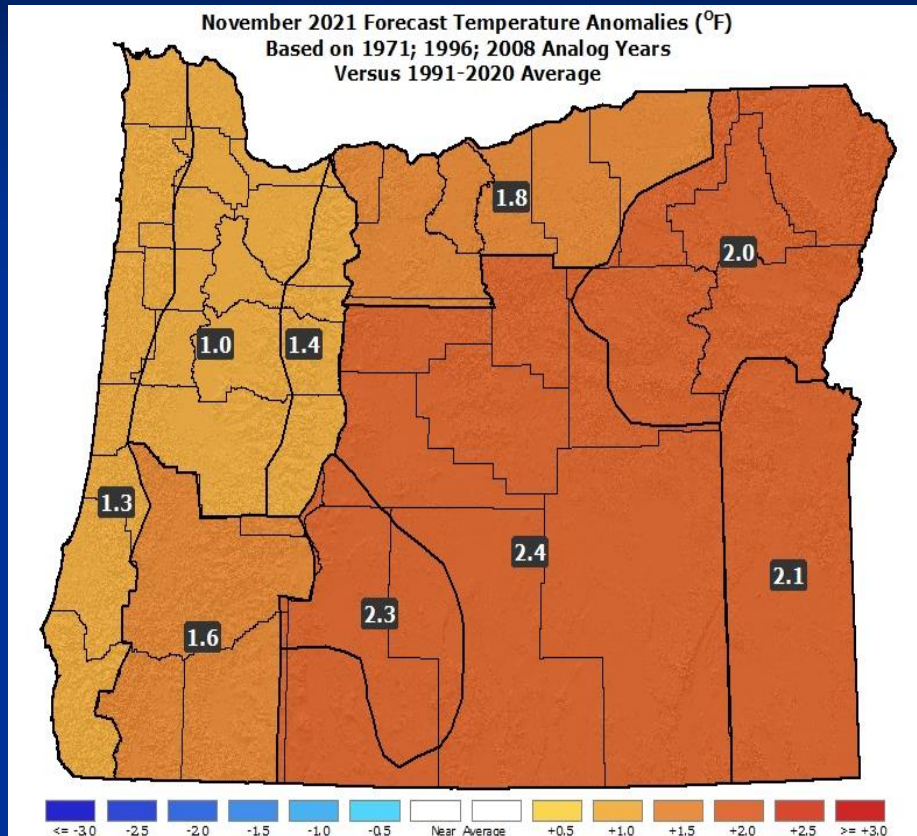 November 2021 Forecast Temperature Anomalies (ºF)
Based on 1971; 1996; 2008 Analog Years
Versus 1991-2020 Average
1.8
2.0
1.0
1.4
1.3
2.4
2.1
2.3
1.6
<= -3.0 -2.5 -2.0 -1.5 -1.0 -0.5 Near Average +0.5 +1.0 +1.5 +2.0 +2.5 >= +3.0